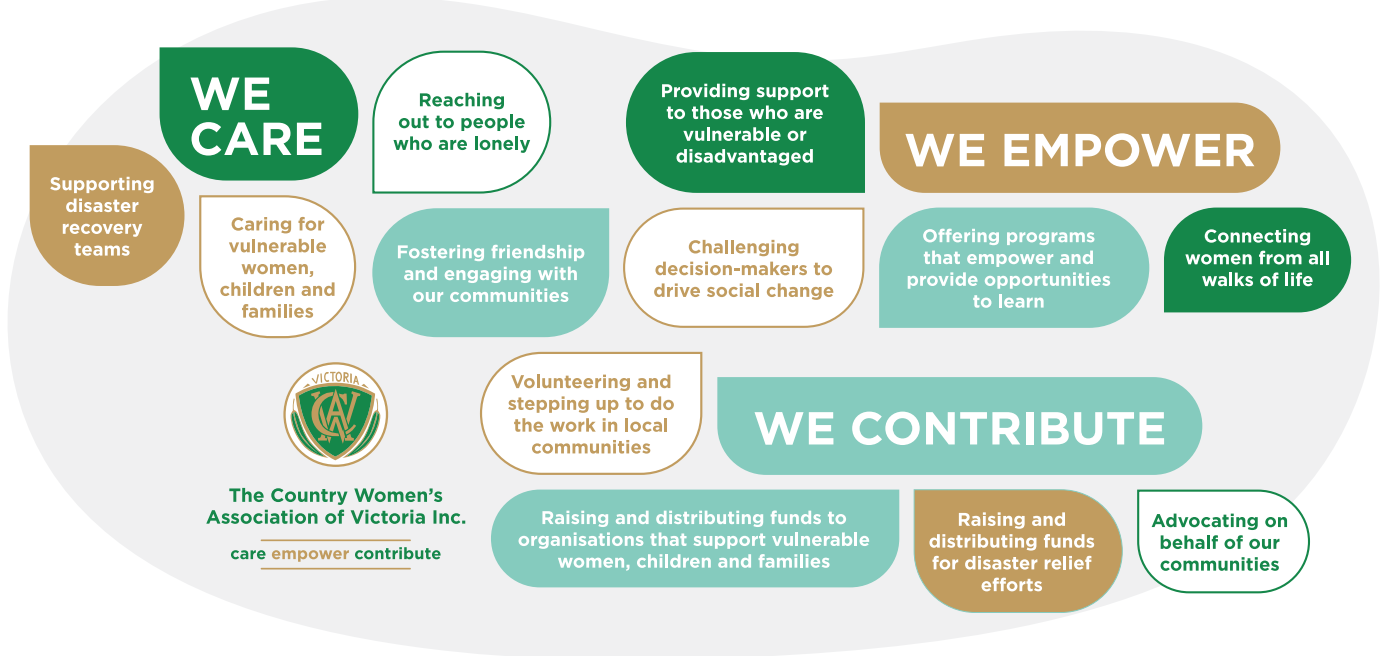 WE
CARE
Reaching
out to people
who are lonely
Providing support
to those who are
vulnerable or
disadvantaged
WE EMPOWER
Supporting
disaster
recovery
teams
Caring for
vulnerable
women,
children and
families
Fostering friendship
and engaging with
our communities
Challenging
decision-makers to
drive social change
Offering programs
that empower and
provide opportunities
to learn
Connecting
women from all
walks of life
VICTORIA
CWA
The Country Women's
Association of Victoria Inc.
care empower contribute
Volunteering and
stepping up to do
the work in local
communities
WE CONTRIBUTE
Raising and distributing funds to
organisations that support vulnerable
women, children and families
Raising and
distributing funds
for disaster relief
efforts
Advocating on
behalf of our
communities